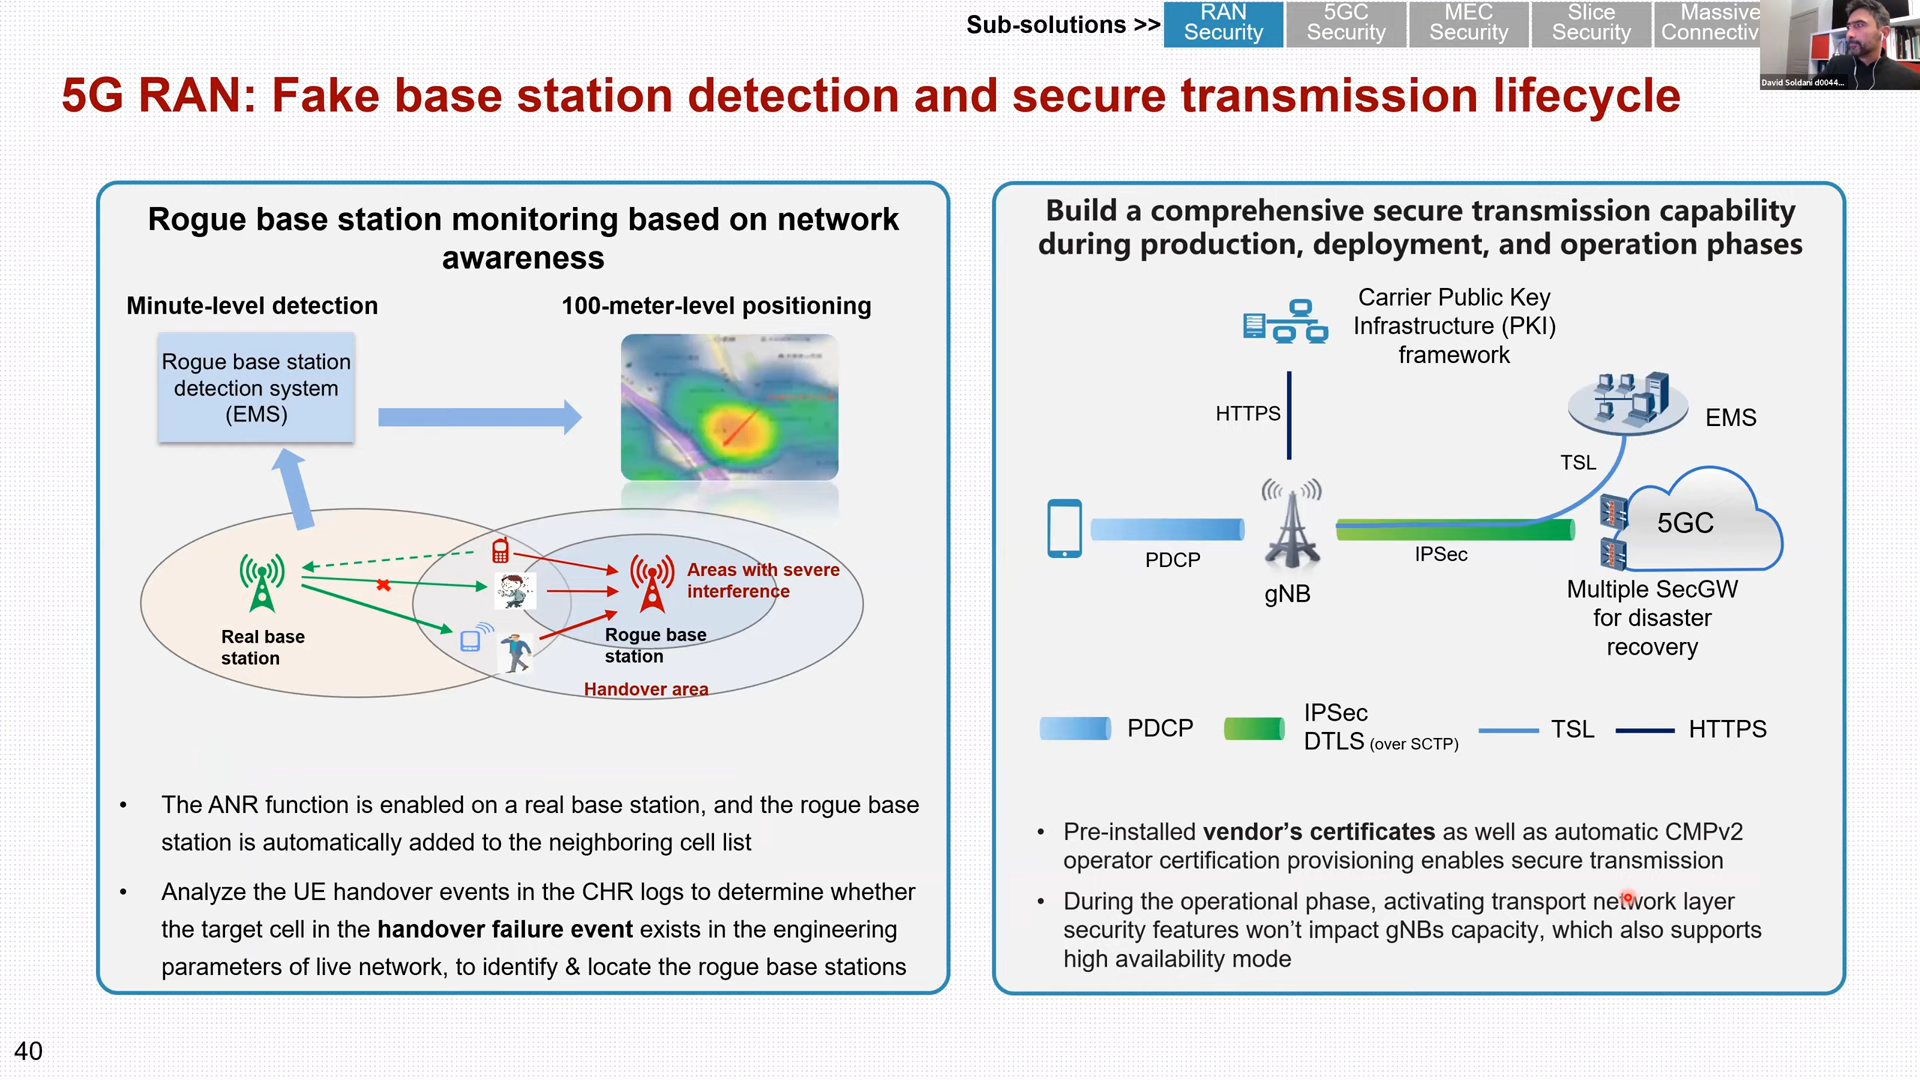 Sub-solutions >>
RAN
Security
5GC
Security
MEC
Security
Slice
Security
Massive
Connectiv
David Soldani d0044...
5G RAN: Fake base station detection and secure transmission lifecycle
Rogue base station monitoring based on network
awareness
Minute-level detection
100-meter-level positioning
Rogue base station
detection system
(EMS)
Areas with severe
interference
Real base
station
Rogue base
station
Handover area
• The ANR function is enabled on a real base station, and the rogue base
station is automatically added to the neighboring cell list
• Analyze the UE handover events in the CHR logs to determine whether
the target cell in the handover failure event exists in the engineering
parameters of live network, to identify & locate the rogue base stations
Build a comprehensive secure transmission capability
during production, deployment, and operation phases
Carrier Public Key
Infrastructure (PKI)
framework
HTTPS
EMS
TSL
5GC
PDCP
IPSec
gNB
Multiple SecGW
for disaster
recovery
PDCP
IPSec
DTLS (over SCTP)
TSL
HTTPS
• Pre-installed vendor's certificates as well as automatic CMPv2
operator certification provisioning enables secure transmission
• During the operational phase, activating transport network layer
security features won't impact gNBs capacity, which also supports
high availability mode
40